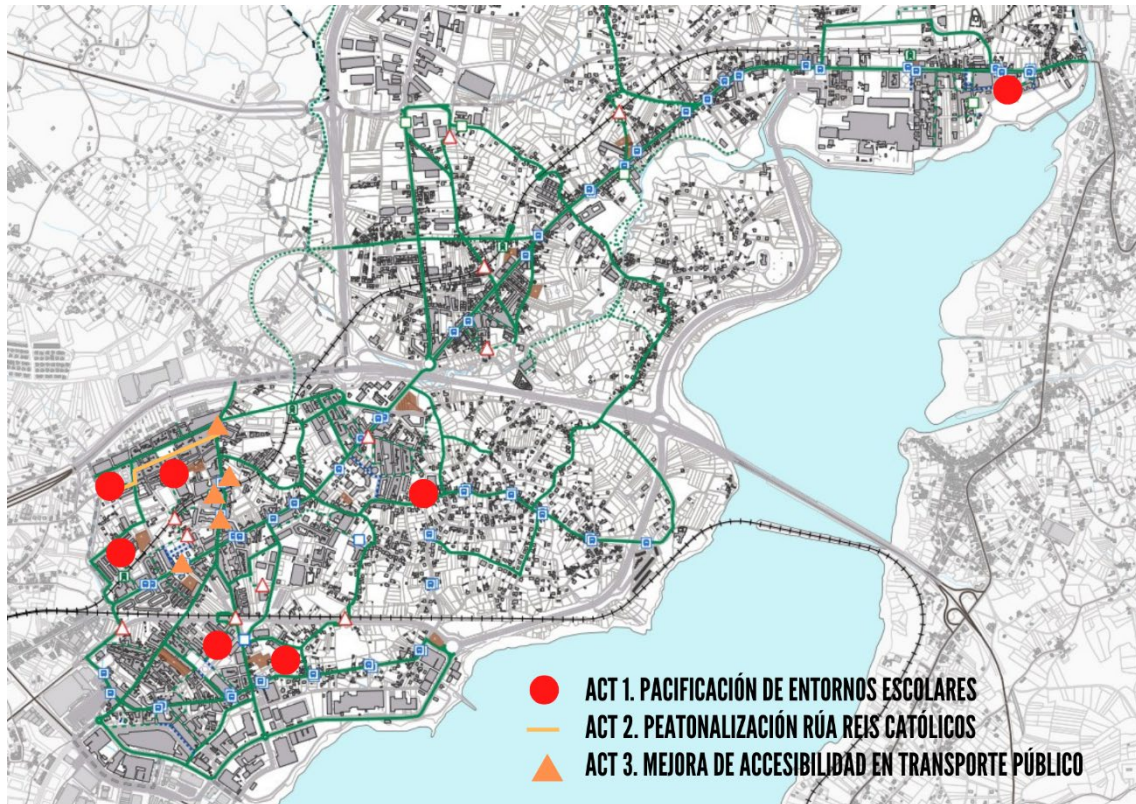 ACT 1. PACIFICACIÓN DE ENTORNOS ESCOLARES
ACT 2. PEATONALIZACIÓN RÚA REIS CATÓLICOS
ACT 3. MEJORA DE ACCESIBILIDAD EN TRANSPORTE PÚBLICO